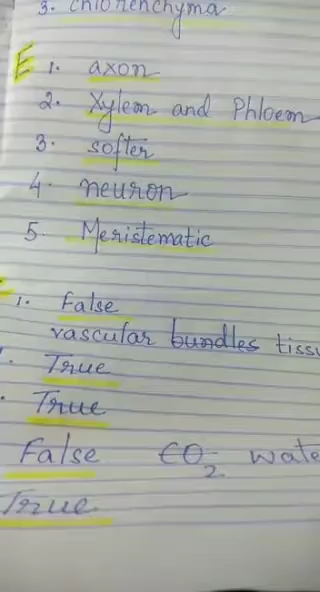 3. chlorenchyma
E 1. axon
2. Xylem and Phloem
3. softer
4. neuron
5. Meristematic
1. False
vascular bundles tissu
True
True
False CO2 wate
True